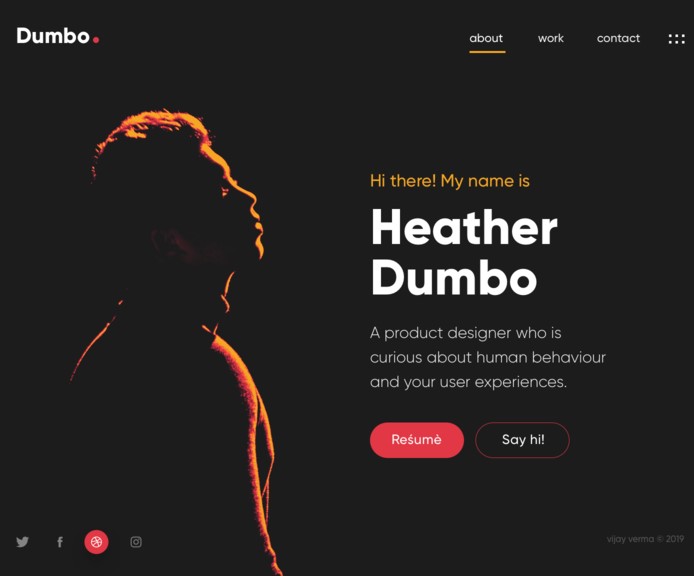 Dumbo
about
work
contact
Hi there! My name is
Heather
Dumbo
A product designer who is
curious about human behaviour
and your user experiences.
Reśumè
Say hi!
vijay verma © 2019